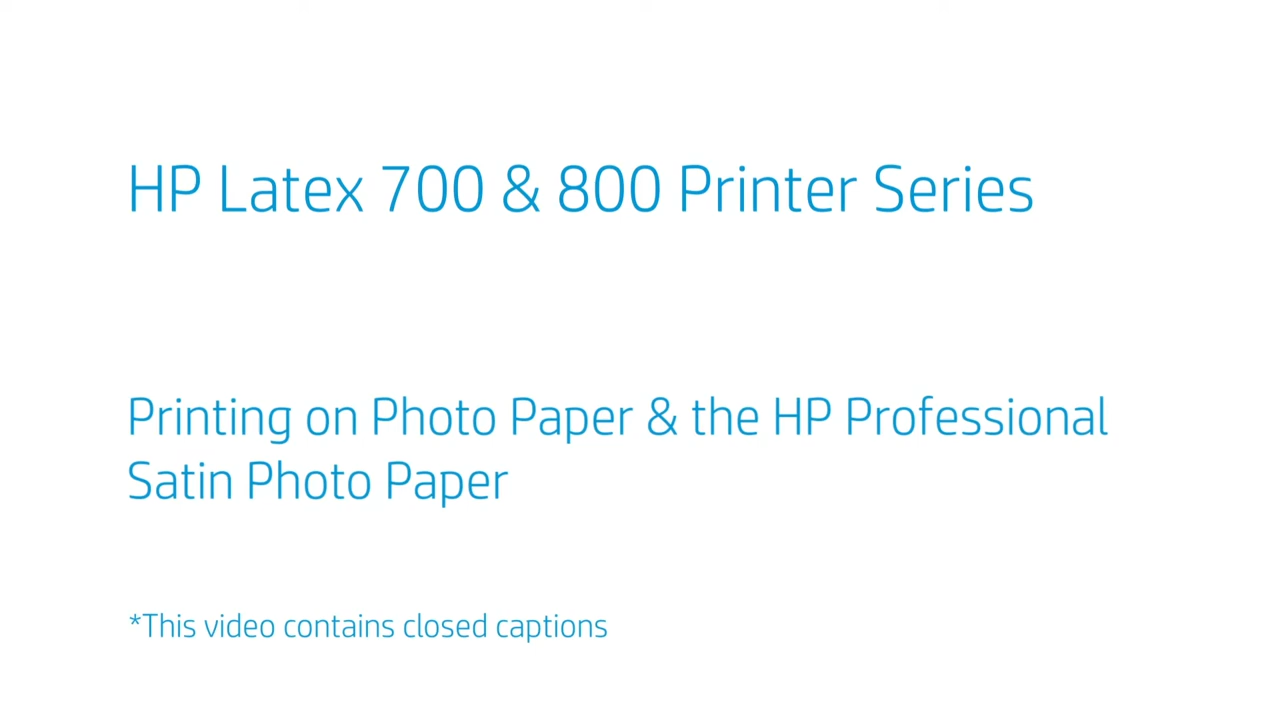 HP Latex 700 & 800 Printer Series
Printing on Photo Paper & the HP Professional
Satin Photo Paper
*This video contains closed captions